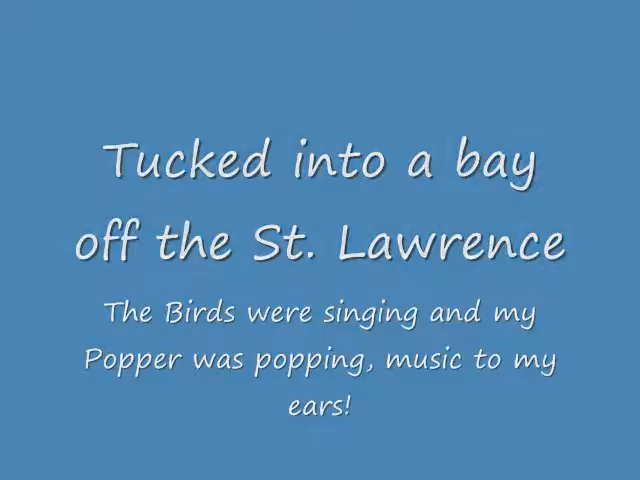 Tucked into a bay
off the St. Lawrence
The Birds were singing and my
Popper was popping, music to my
ears!